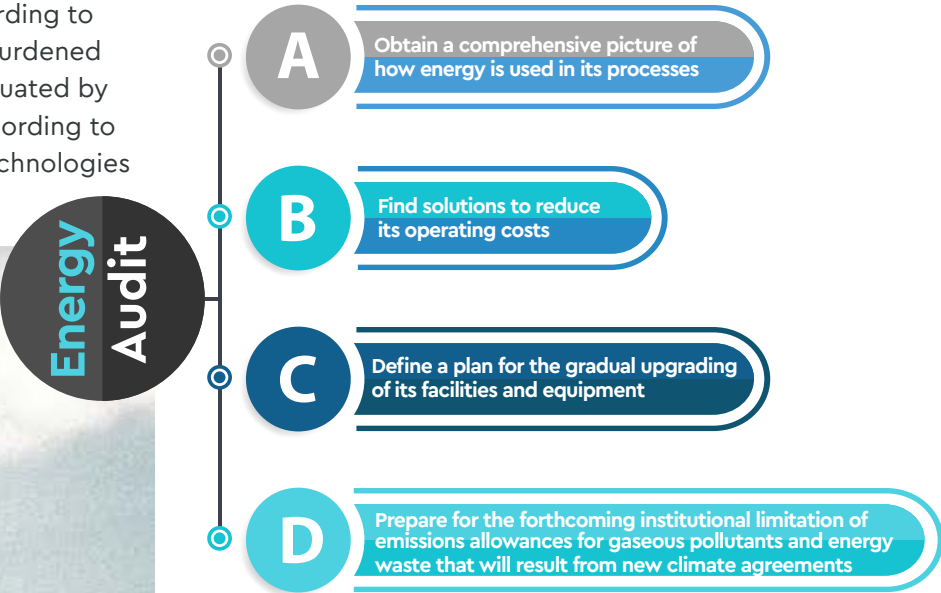 rding to
urdened
uated by
ording to
chnologies
Energy
Audit
A
Obtain a comprehensive picture of
how energy is used in its processes
B
Find solutions to reduce
its operating costs
C
Define a plan for the gradual upgrading
of its facilities and equipment
D
Prepare for the forthcoming institutional limitation of
emissions allowances for gaseous pollutants and energy
waste that will result from new climate agreements